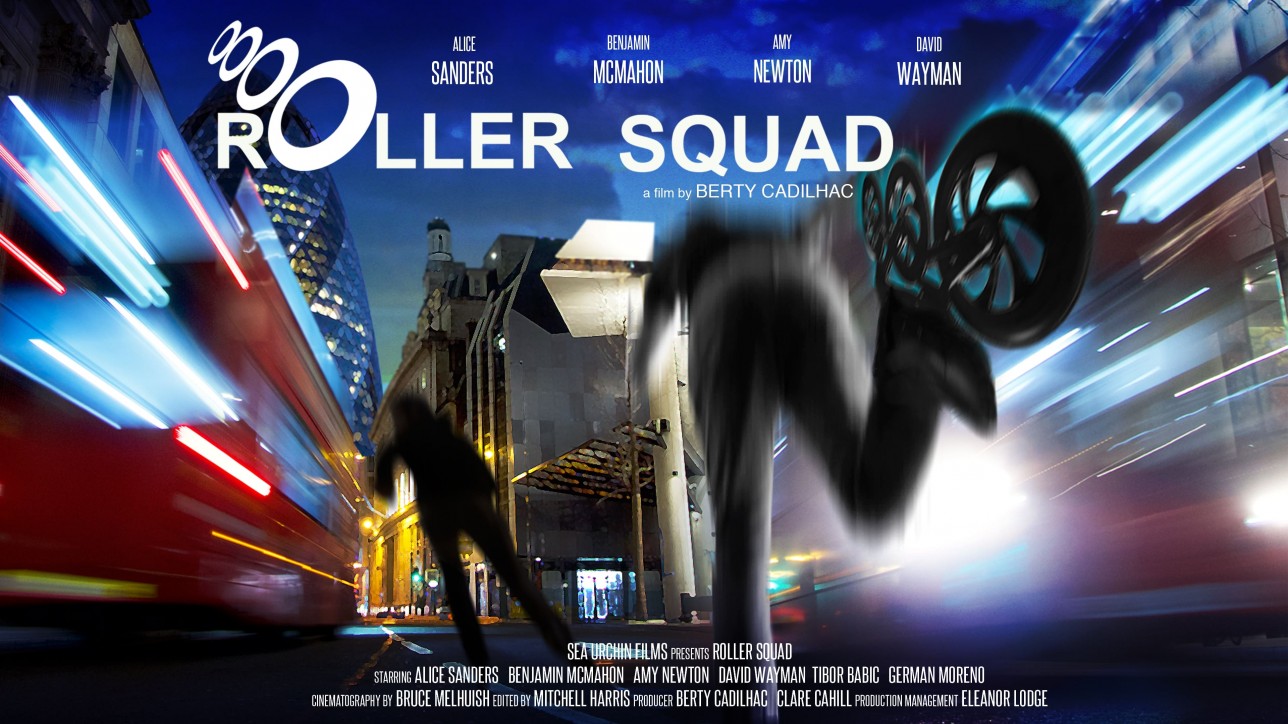 ALICE SANDERS
BENJAMIN MCMAHON
AMY NEWTON
DAVID WAYMAN
ROLLER SQUAD
a film by BERTY CADILHAC
SEA URCHIN FILMS PRESENTS ROLLER SQUAD
STARRING ALICE SANDERS BENJAMIN MCMAHON AMY NEWTON DAVID WAYMAN TIBOR BABIC GERMAN MORENO
CINEMATOGRAPHY BY BRUCE MELHUISH EDITED BY MITCHELL HARRIS PRODUCER BERTY CADILHAC CLARE CAHILL PRODUCTION MANAGEMENT ELEANOR LODGE